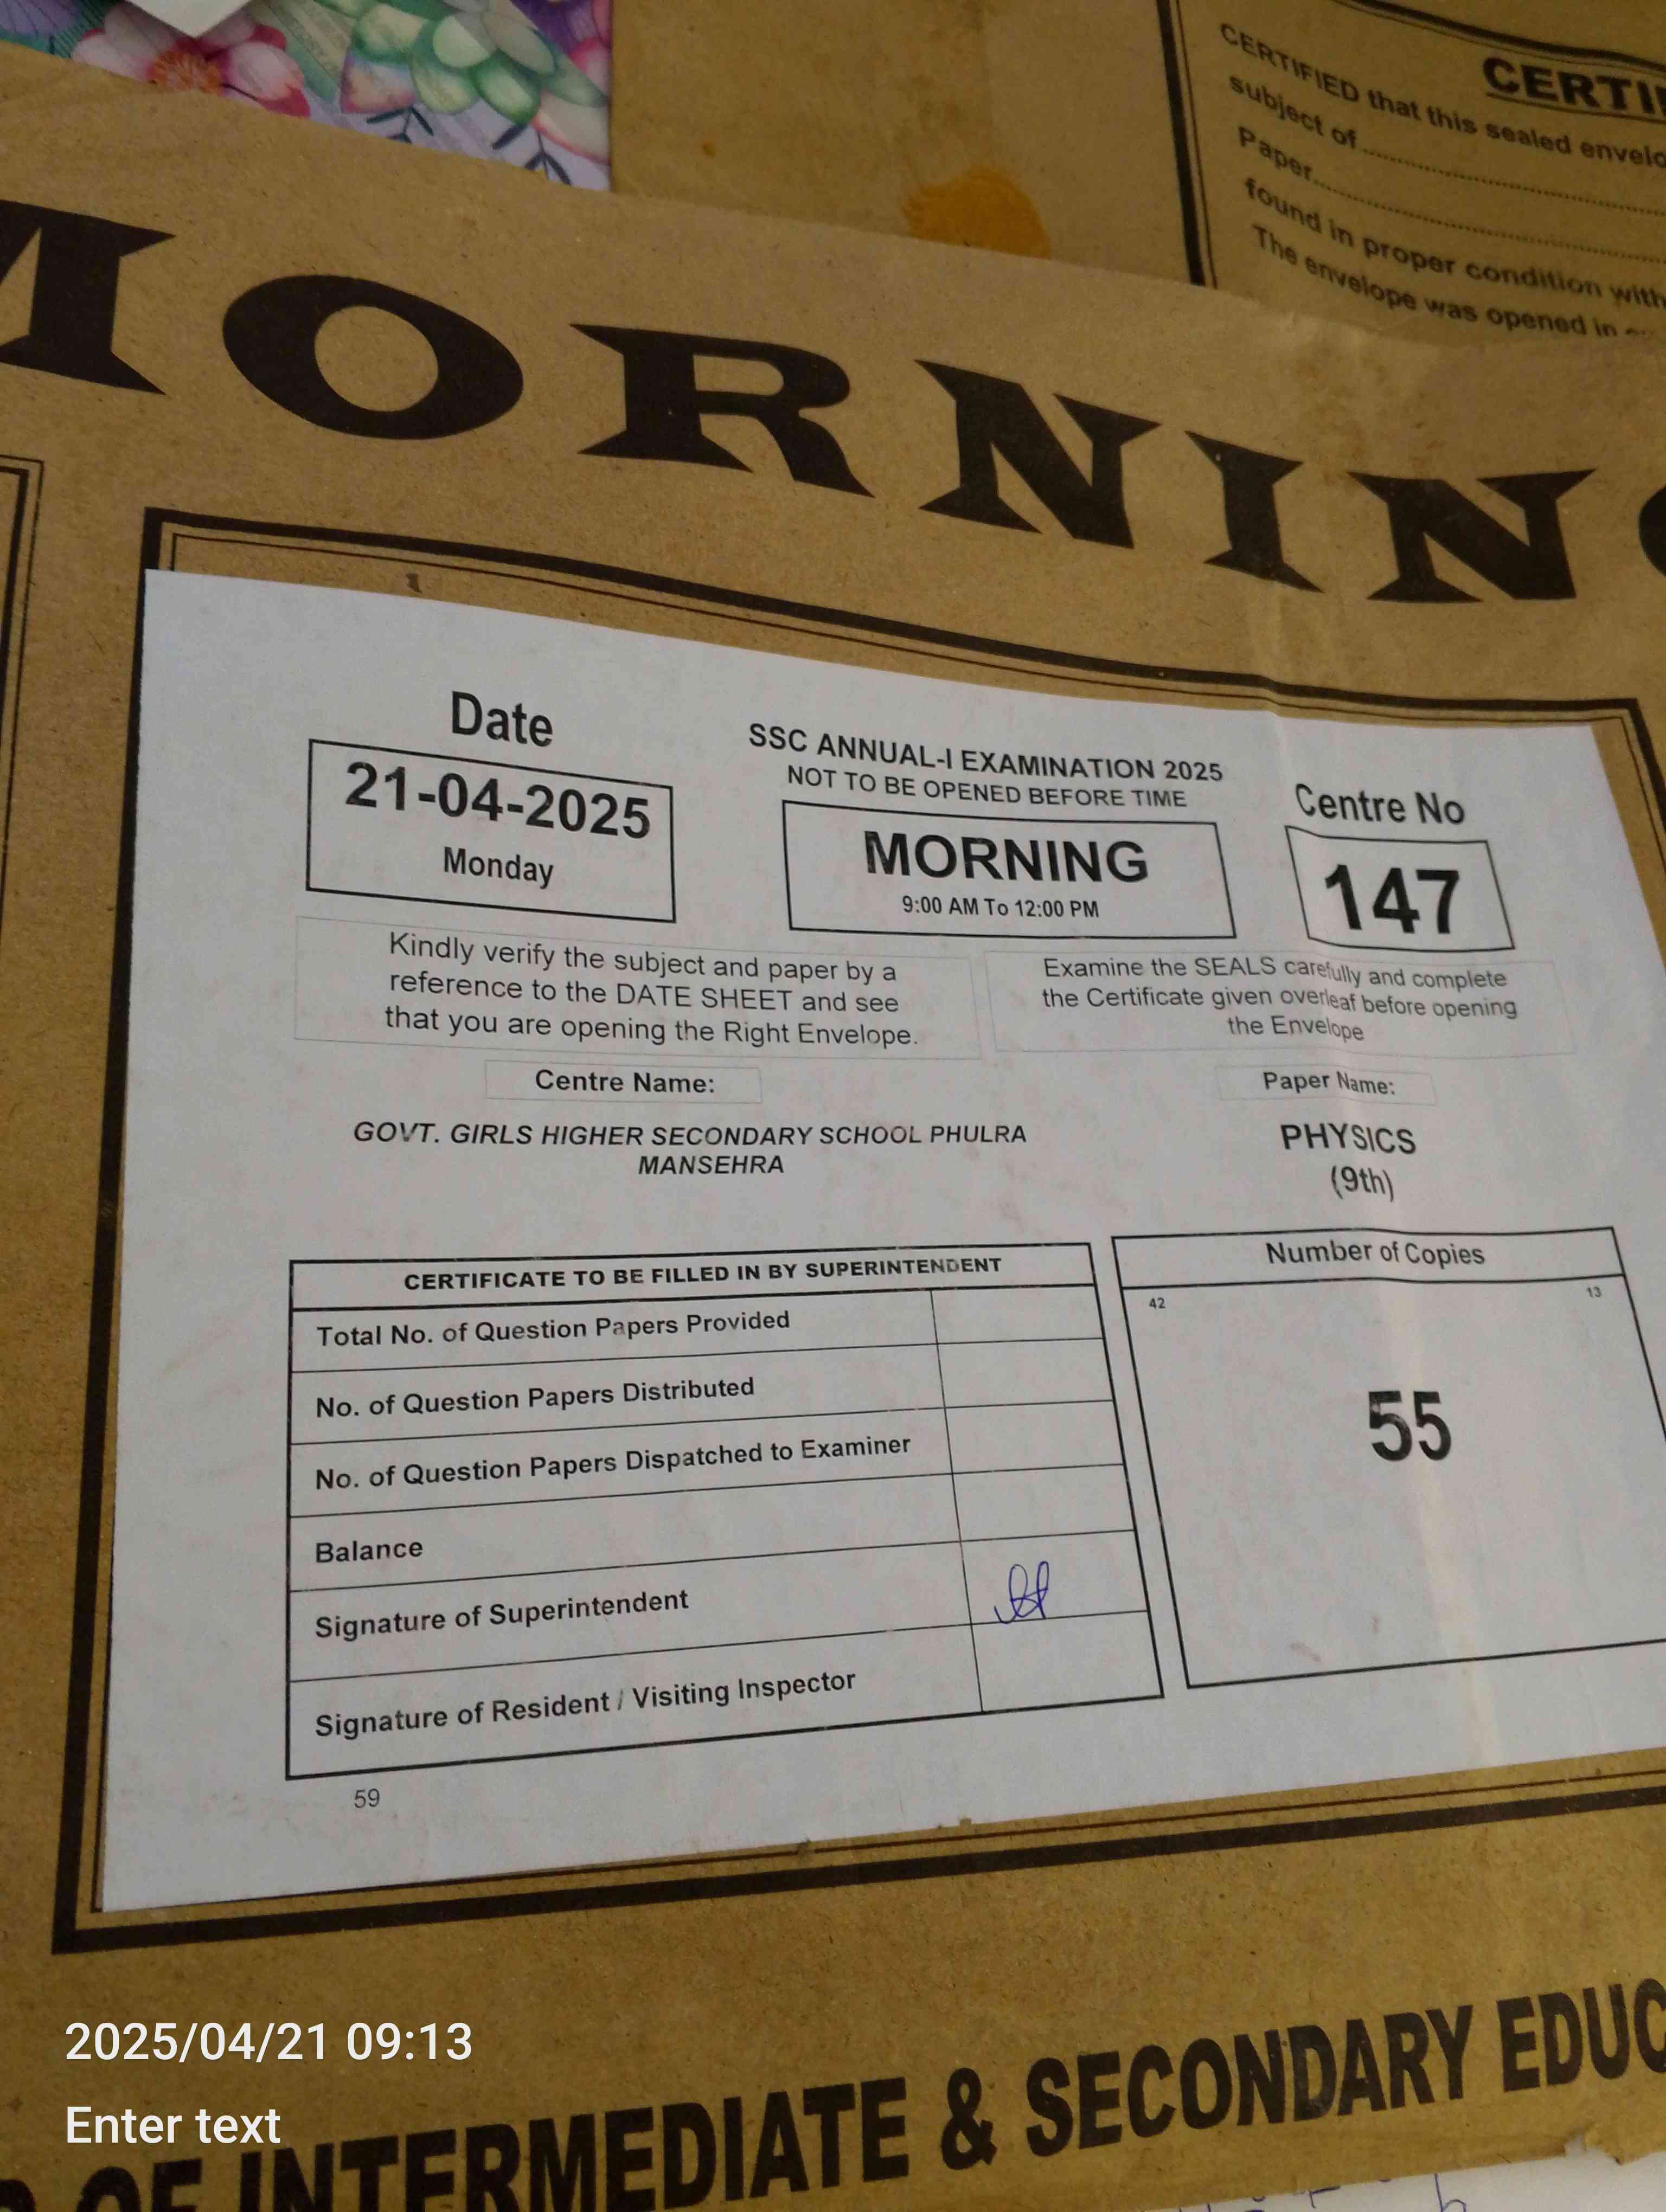 CERTI
CERTIFIED that this sealed envelo
subject of
Paper
found in proper condition with
The envelope was opened in
MORNING
Date
21-04-2025
Monday
SSC ANNUAL-I EXAMINATION 2025
NOT TO BE OPENED BEFORE TIME
MORNING
9:00 AM To 12:00 PM
Centre No
147
Kindly verify the subject and paper by a
reference to the DATE SHEET and see
that you are opening the Right Envelope.
Examine the SEALS carefully and complete
the Certificate given overleaf before opening
the Envelope
Centre Name:
GOVT. GIRLS HIGHER SECONDARY SCHOOL PHULRA
MANSEHRA
Paper Name:
PHYSICS
(9th)
CERTIFICATE TO BE FILLED IN BY SUPERINTENDENT
Total No. of Question Papers Provided
No. of Question Papers Distributed
No. of Question Papers Dispatched to Examiner
Balance
Signature of Superintendent
Signature of Resident / Visiting Inspector
Number of Copies
42 13
55
59
2025/04/21 09:13
Enter text
OF INTERMEDIATE & SECONDARY EDUC